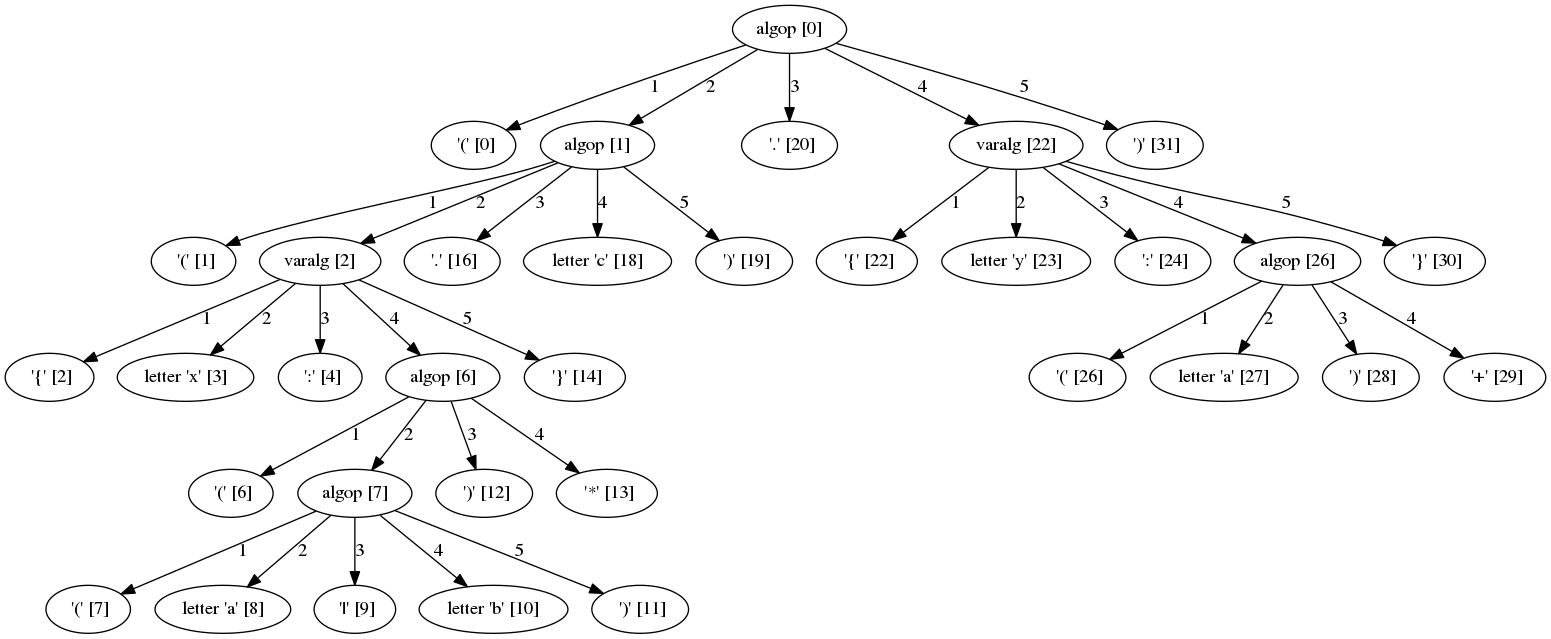 algop [0]
1 2 3 4 5
'(' [0] algop [1] '.' [20] varalg [22] ')' [31]
1 2 3 4 5 1 2 3 4 5
'(' [1] varalg [2] '.' [16] letter 'c' [18] ')' [19] '{' [22] letter 'y' [23] ':' [24] algop [26] '}' [30]
1 2 3 4 5 1 2 3 4
'{' [2] letter 'x' [3] ':' [4] algop [6] '}' [14] '(' [26] letter 'a' [27] ')' [28] '+' [29]
1 2 3 4
'(' [6] algop [7] ')' [12] '*' [13]
1 2 3 4 5
'(' [7] letter 'a' [8] '|' [9] letter 'b' [10] ')' [11]